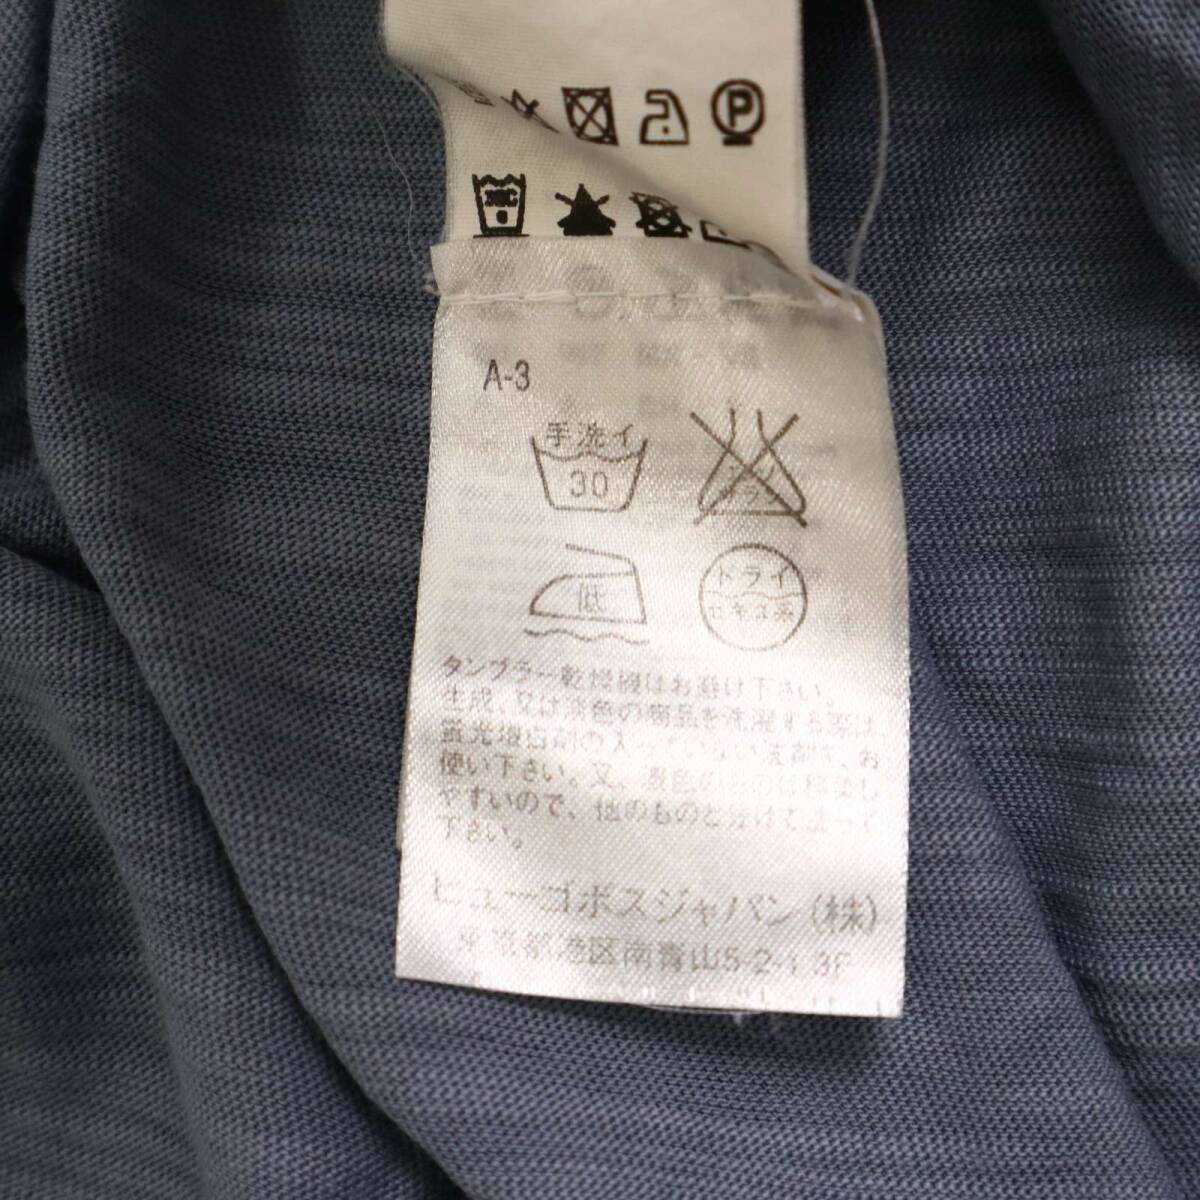 P
A-3
手洗イ
30
低
ドライ
セキユ系
タンブラー乾燥機はお避け下さい。
生成、又は淡色の商品を洗濯する際は、
蛍光増白剤の入っていない洗剤を、お
使い下さい。又、濃色のものは移染し
やすいので、他のものと分けて洗って
下さい。
ヒューゴボスジャパン(株)
東京都港区南青山5-2-1 3F